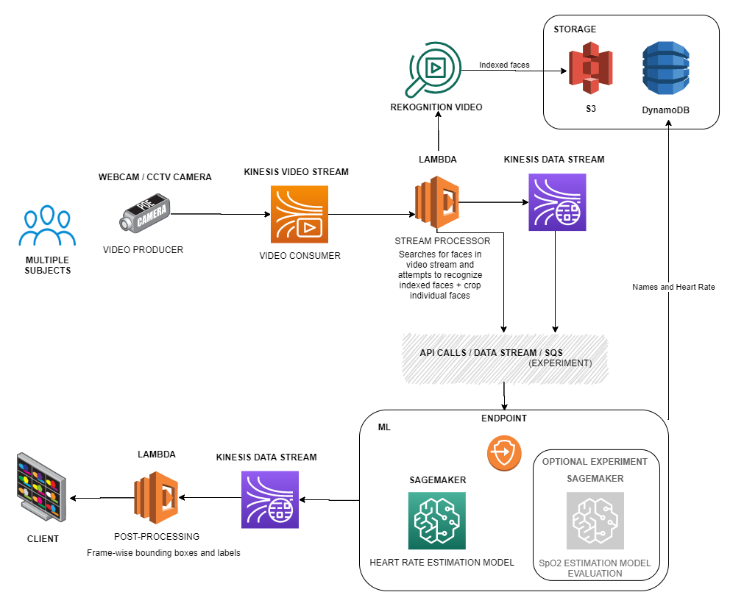 STORAGE
Indexed faces
S3
DynamoDB
REKOGNITION VIDEO
WEBCAM / CCTV CAMERA
KINESIS VIDEO STREAM
LAMBDA
KINESIS DATA STREAM
CAMERA
VIDEO PRODUCER
VIDEO CONSUMER
STREAM PROCESSOR
Searches for faces in
video stream and
attempts to recognize
indexed faces + crop
individual faces
MULTIPLE
SUBJECTS
Names and Heart Rate
API CALLS / DATA STREAM / SQS
(EXPERIMENT)
ML
ENDPOINT
OPTIONAL EXPERIMENT
SAGEMAKER
SAGEMAKER
HEART RATE ESTIMATION MODEL
SpO2 ESTIMATION MODEL
EVALUATION
LAMBDA
KINESIS DATA STREAM
POST-PROCESSING
Frame-wise bounding boxes and labels
CLIENT